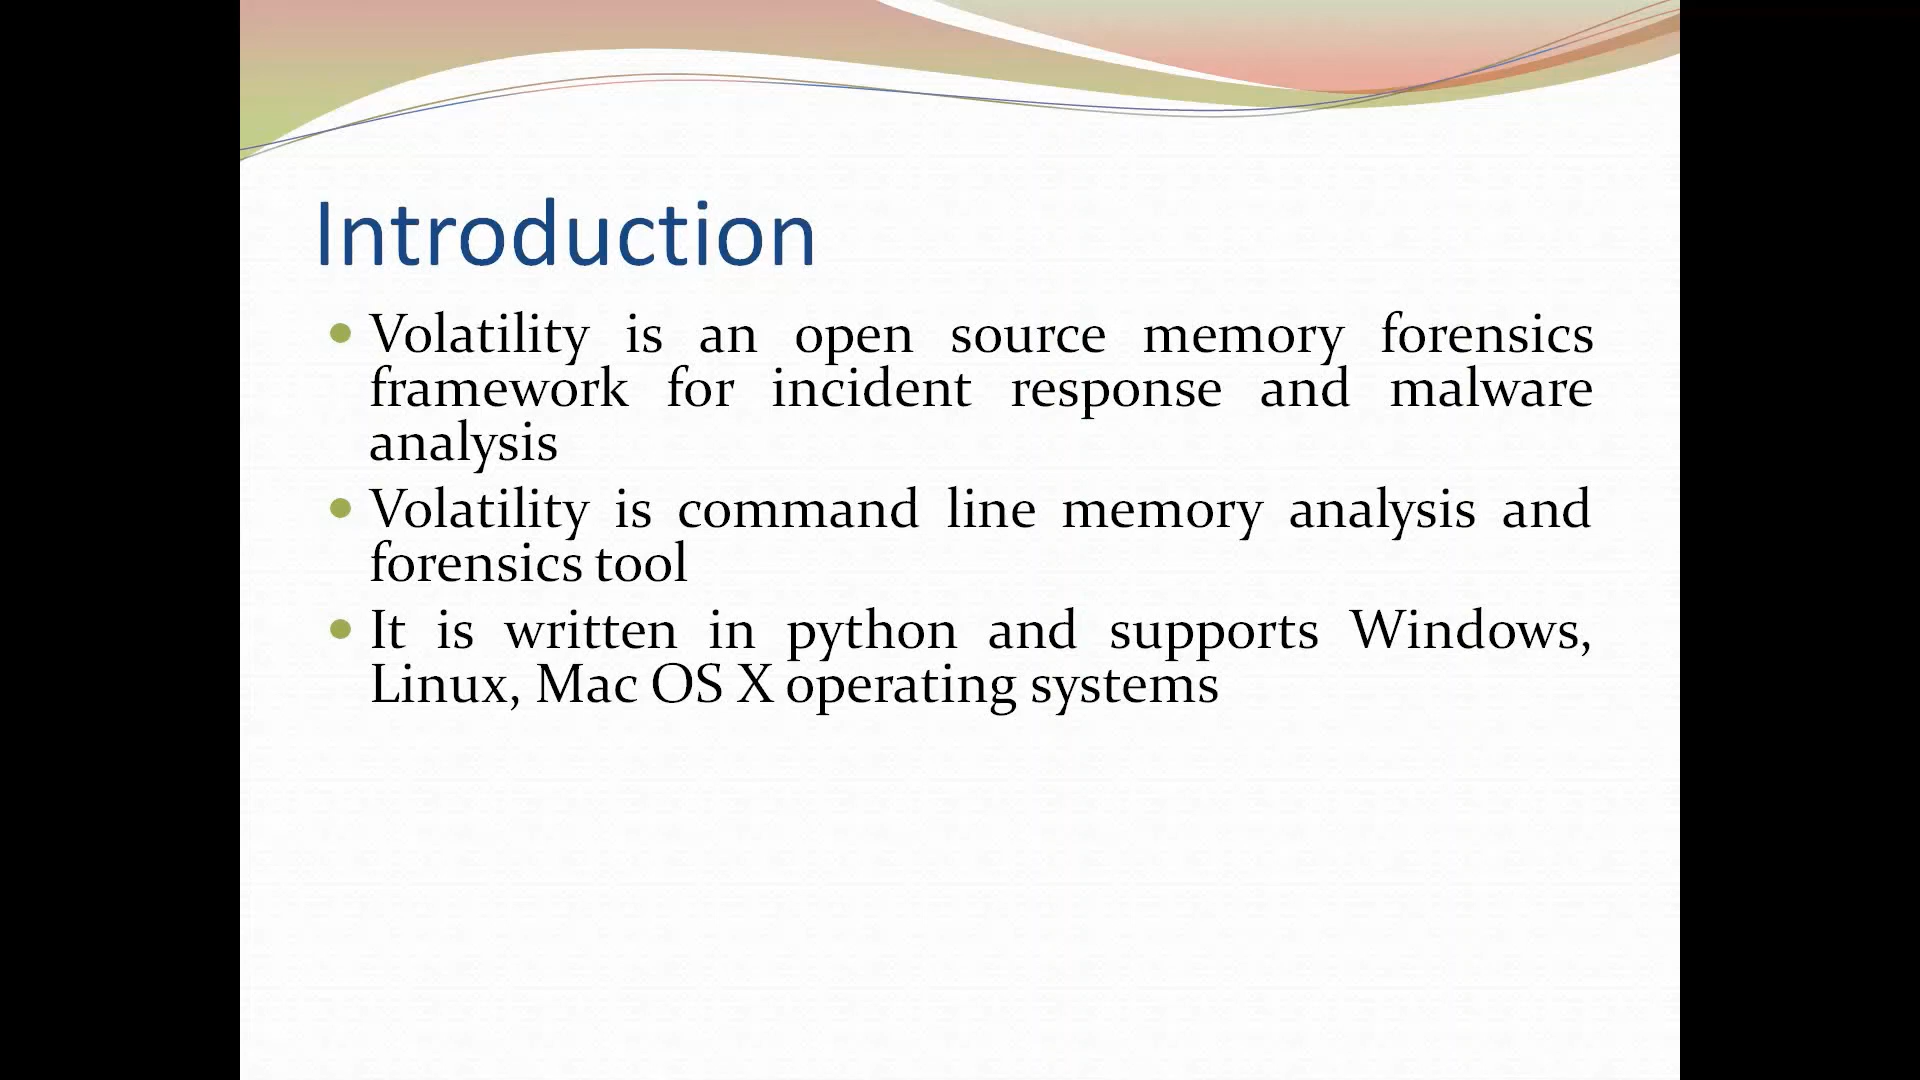 Introduction
Volatility is an open source memory forensics
framework for incident response and malware
analysis
Volatility is command line memory analysis and
forensics tool
It is written in python and supports Windows,
Linux, Mac OS X operating systems